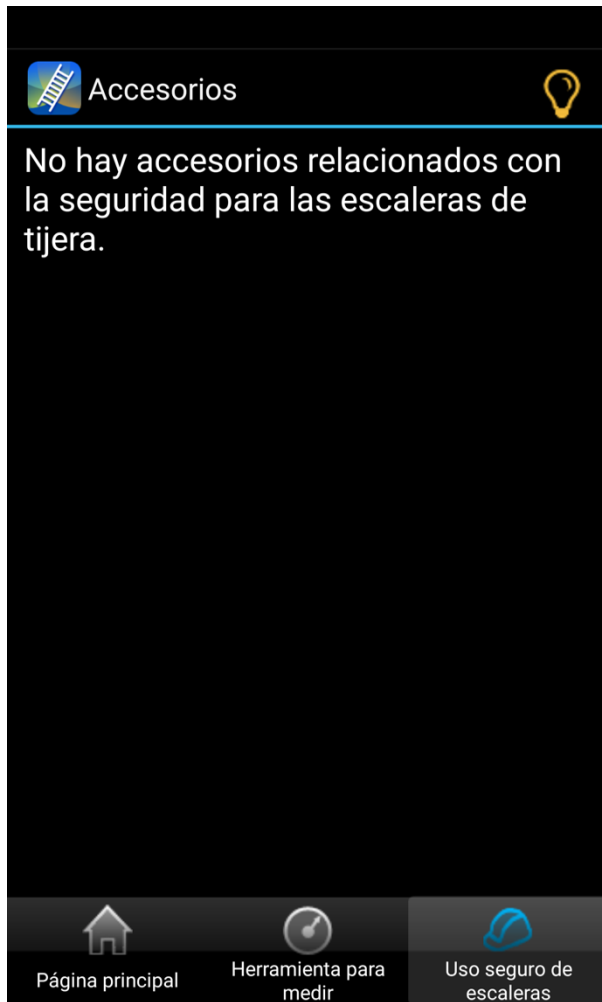 Accesorios
No hay accesorios relacionados con
la seguridad para las escaleras de
tijera.
Página principal
Herramienta para
medir
Uso seguro de
escaleras